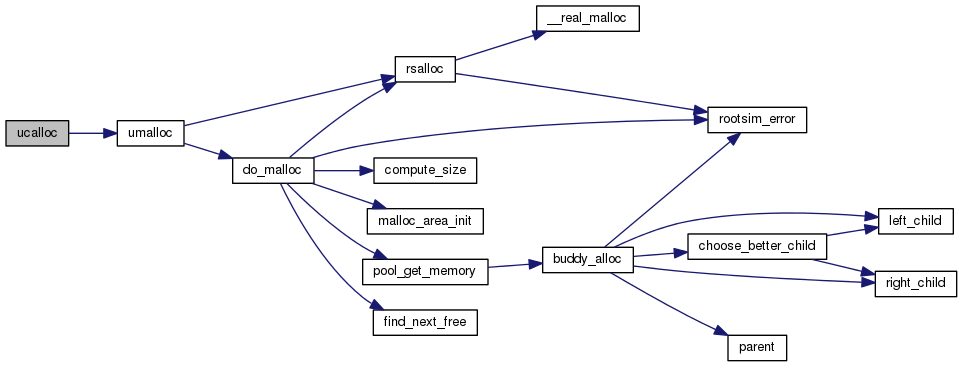 ucalloc
umalloc
rsalloc
__real_malloc
rootsim_error
do_malloc
compute_size
malloc_area_init
pool_get_memory
find_next_free
buddy_alloc
choose_better_child
left_child
right_child
parent